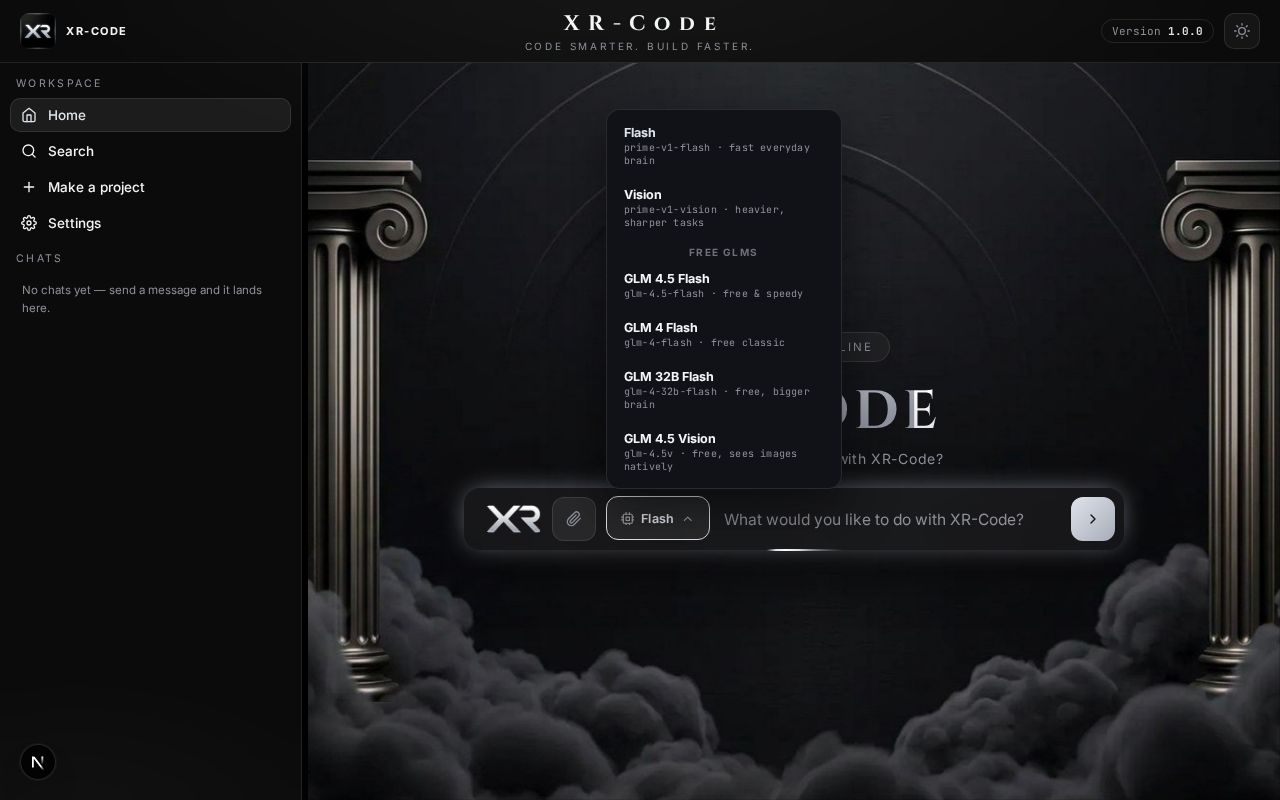 XR
XR-CODE
XR-CODE
CODE SMARTER. BUILD FASTER.
Version 1.0.0
WORKSPACE
Home
Search
Make a project
Settings
CHATS
No chats yet — send a message and it lands
here.
N
Flash
prime-v1-flash · fast everyday
brain
Vision
prime-v1-vision · heavier,
sharper tasks
FREE GLMS
GLM 4.5 Flash
glm-4.5-flash · free & speedy
GLM 4 Flash
glm-4-flash · free classic
GLM 32B Flash
glm-4-32b-flash · free, bigger
brain
GLM 4.5 Vision
glm-4.5v · free, sees images
natively
LINE
ODE
with XR-Code?
XR
Flash
What would you like to do with XR-Code?